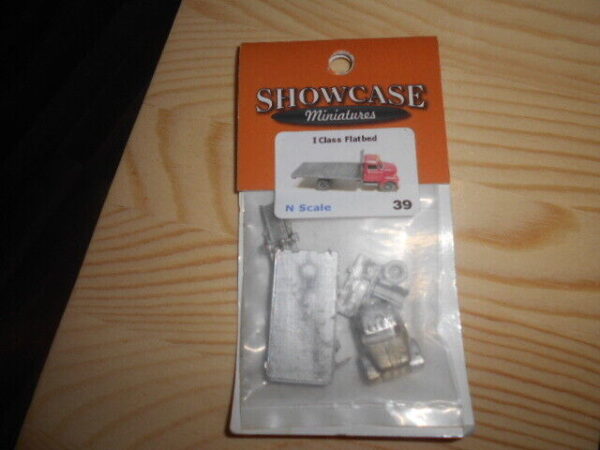 SHOWCASE
Miniatures
I Class Flatbed
N Scale 39